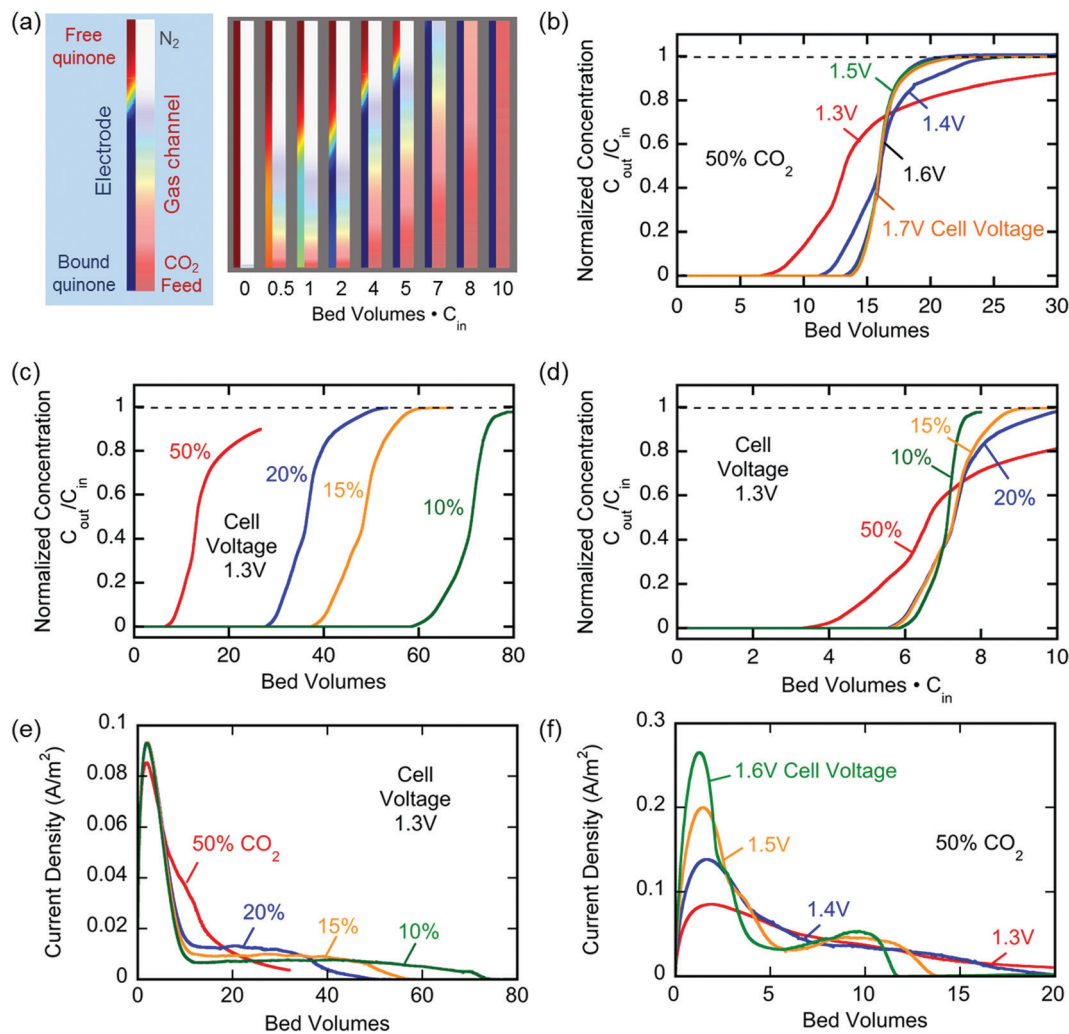 (a)
Free quinone
N2
Electrode
Gas channel
Bound quinone
CO2 Feed
0 0.5 1 2 4 5 7 8 10
Bed Volumes • Cin
(b)
Normalized Concentration
Cout/Cin
1
0.8
0.6
0.4
0.2
0
1.5V
1.3V
1.4V
50% CO2
1.6V
1.7V Cell Voltage
0 5 10 15 20 25 30
Bed Volumes
(c)
Normalized Concentration
Cout/Cin
1
0.8
0.6
0.4
0.2
0
50%
20%
15%
10%
Cell
Voltage
1.3V
0 20 40 60 80
Bed Volumes
(d)
Normalized Concentration
Cout/Cin
1
0.8
0.6
0.4
0.2
0
Cell
Voltage
1.3V
15%
10%
20%
50%
0 2 4 6 8 10
Bed Volumes • Cin
(e)
Current Density (A/m2)
0.1
0.08
0.06
0.04
0.02
0
Cell
Voltage
1.3V
50% CO2
20%
15%
10%
0 20 40 60 80
Bed Volumes
(f)
Current Density (A/m2)
0.3
0.2
0.1
0
1.6V Cell Voltage
1.5V
50% CO2
1.4V
1.3V
0 5 10 15 20
Bed Volumes